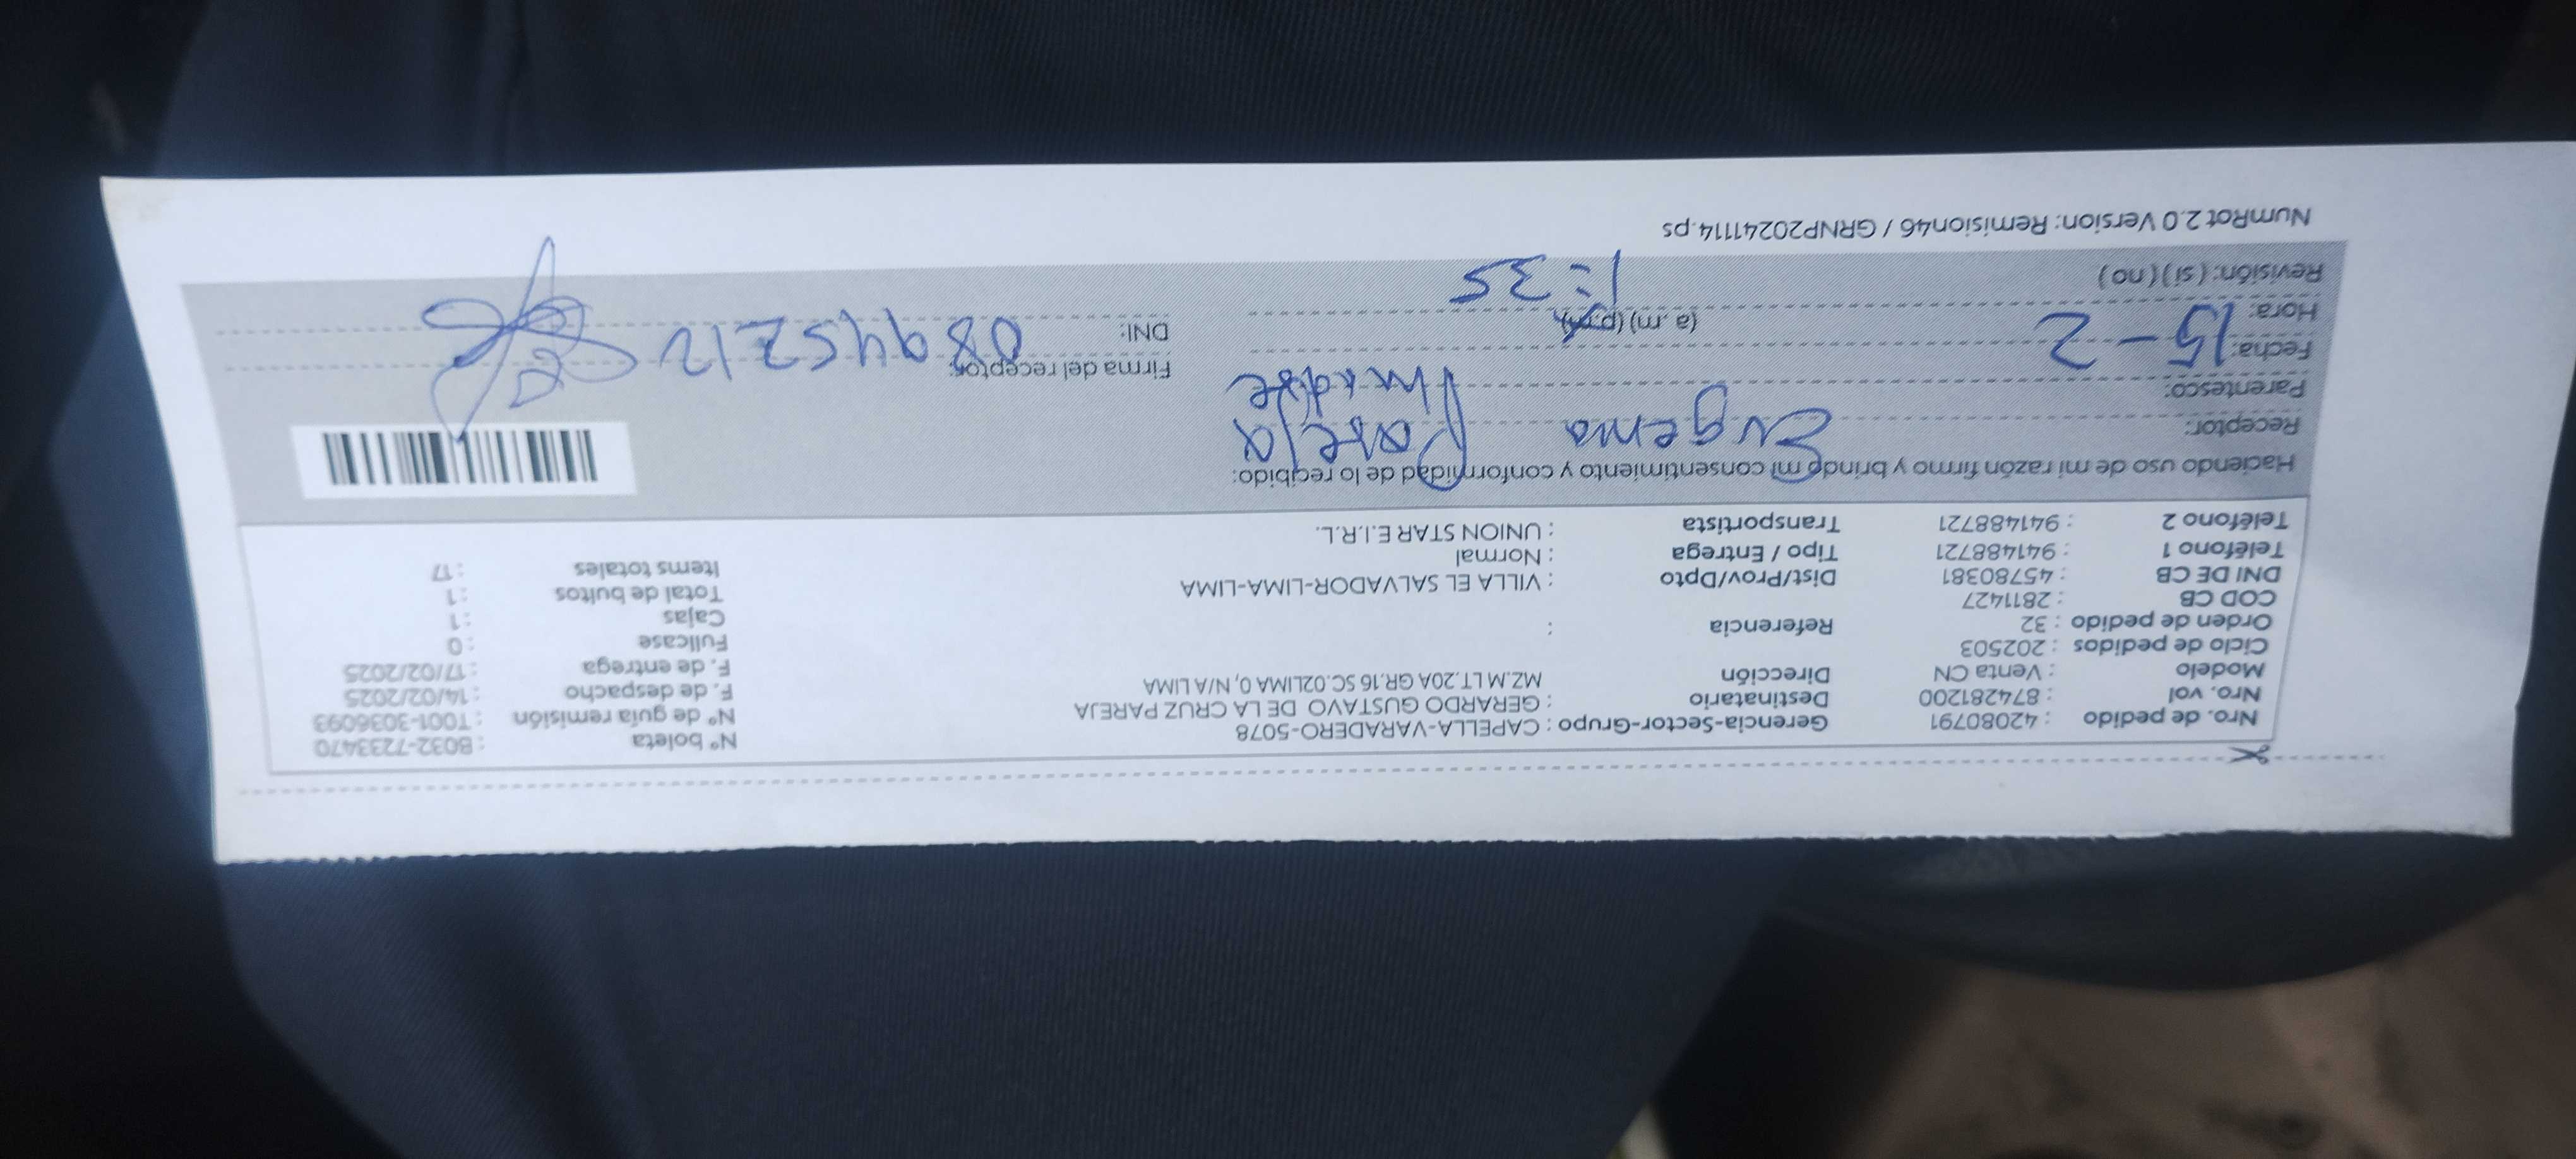 Nro. de pedido : 42080791 Gerencia-Sector-Grupo : CAPELLA-VARADERO-5078 N° boleta : B032-7233470
Nro. vol : 874281200 Destinatario : GERARDO GUSTAVO DE LA CRUZ PAREJA N° de guía remisión : T001-3036093
Modelo : Venta CN Dirección MZ.M LT.20A GR.16 SC.02LIMA 0, N/A LIMA F. de despacho : 14/02/2025
Ciclo de pedidos : 202503 F. de entrega : 17/02/2025
Orden de pedido : 32 Referencia : Fullcase : 0
COD CB : 2811427 Cajas : 1
DNI DE CB : 45780381 Dist/Prov/Dpto : VILLA EL SALVADOR-LIMA-LIMA Total de bultos : 1
Teléfono 1 : 941488721 Tipo / Entrega : Normal Items totales : 17
Teléfono 2 : 941488721 Transportista : UNION STAR E.I.R.L.
Haciendo uso de mi razón firmo y brindo mi consentimiento y conformidad de lo recibido:
Receptor: Eugema Pareja
Parentesco: madre
Fecha: 15-2 Firma del receptor:
Hora: (a. m) (p.m) DNI: 08945212
1:35
Revisión: (si) (no)
NumRot 2.0 Version: Remision46 / GRNP20241114.ps